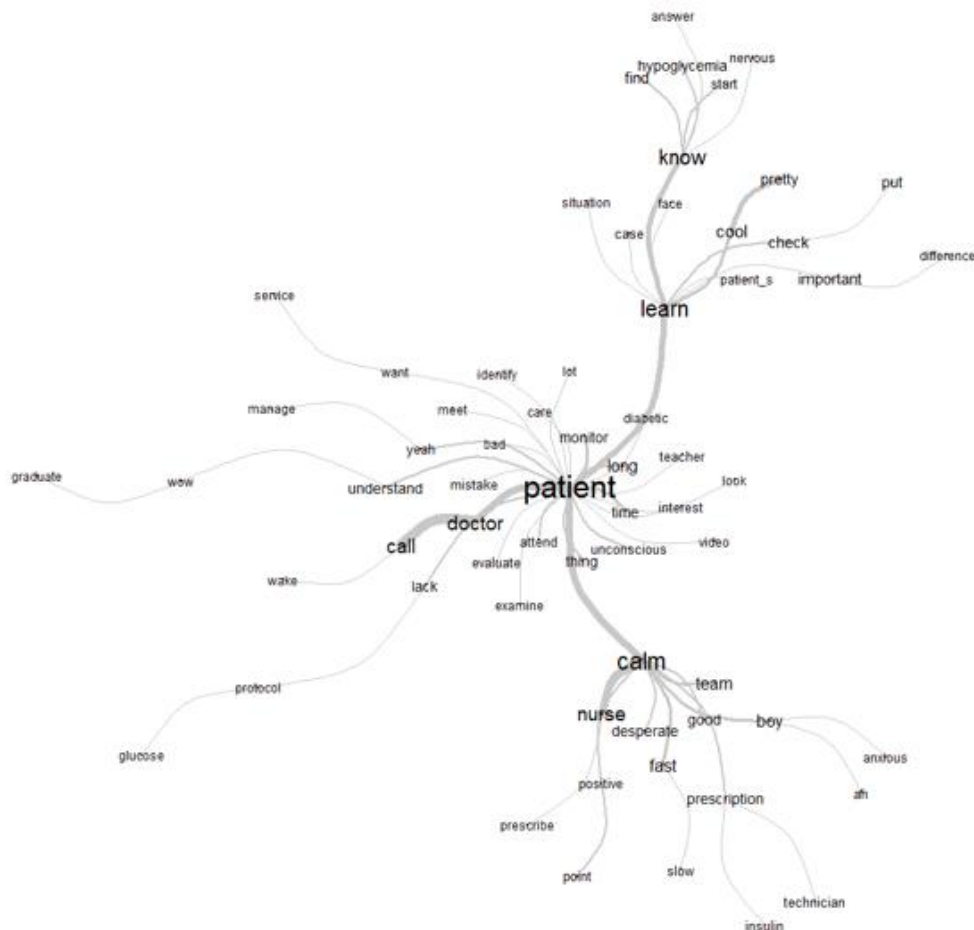 answer
nervous
hypoglycemia
find
start
know
pretty
put
situation
face
case
cool
check
difference
patient_s
important
learn
service
want
identify
let
manage
meet
care
diabetic
monitor
yeah
bad
long
teacher
graduate
wow
understand
mistake
patient
look
time
interest
doctor
call
attend
unconscious
video
evaluate
thing
wake
lack
examine
calm
team
protocol
nurse
good
boy
desperate
glucose
fast
anxious
positive
prescription
ah
prescribe
point
slow
technician
insulin